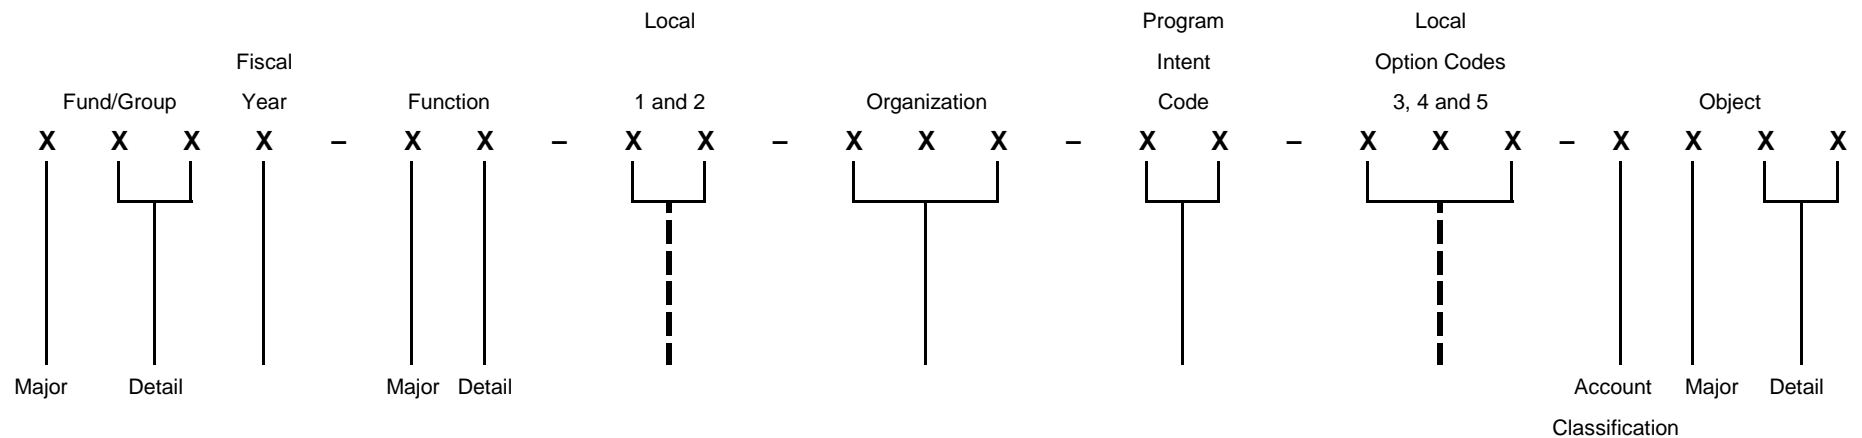 Local Program Local
Fiscal Intent Option Codes
Fund/Group Year Function 1 and 2 Organization Code 3, 4 and 5 Object
X X X X – X X – X X – X X X – X X – X X X – X X X X
Major Detail Major Detail Account Major Detail
Classification